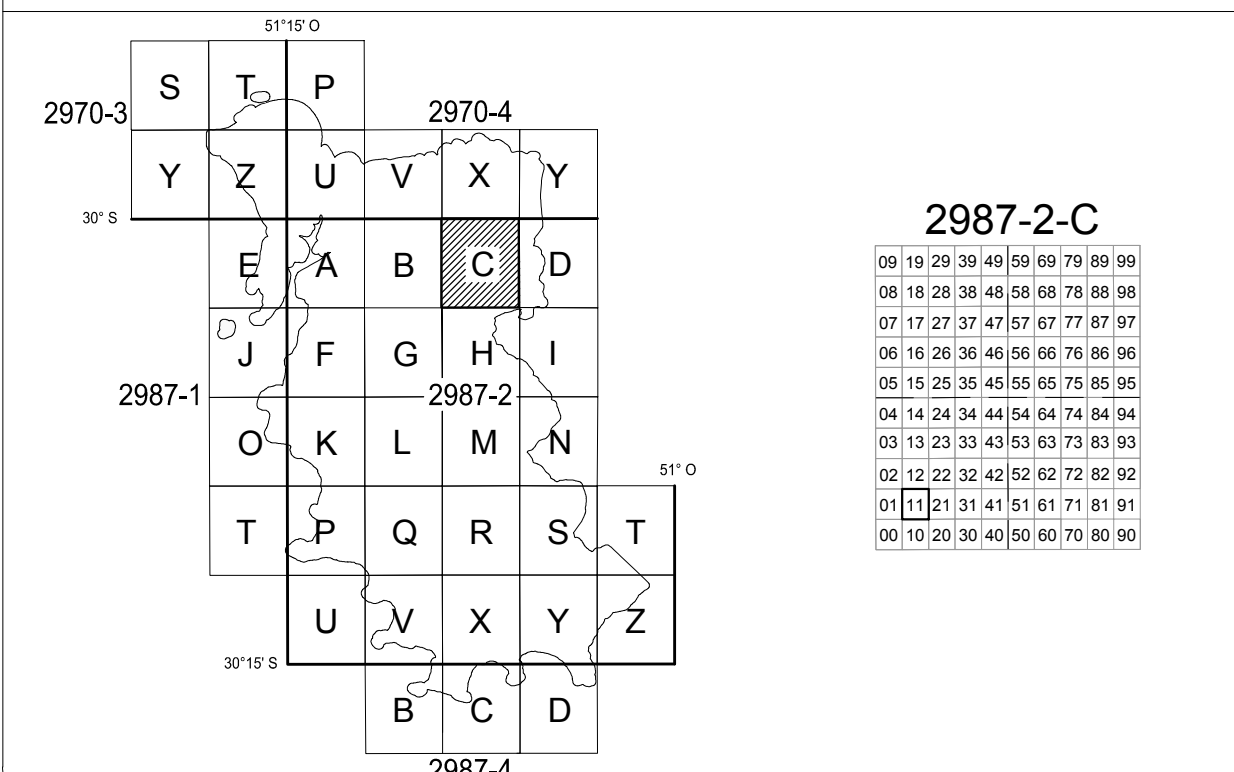 51°15' O
S T P
2970-3 2970-4
Y Z U V X Y
30° S
E A B C D
J F G H I
2987-1 2987-2
O K L M N
51° O
T P Q R S T
U V X Y Z
30°15' S
B C D
2987-4
2987-2-C
09 19 29 39 49 59 69 79 89 99
08 18 28 38 48 58 68 78 88 98
07 17 27 37 47 57 67 77 87 97
06 16 26 36 46 56 66 76 86 96
05 15 25 35 45 55 65 75 85 95
04 14 24 34 44 54 64 74 84 94
03 13 23 33 43 53 63 73 83 93
02 12 22 32 42 52 62 72 82 92
01 11 21 31 41 51 61 71 81 91
00 10 20 30 40 50 60 70 80 90